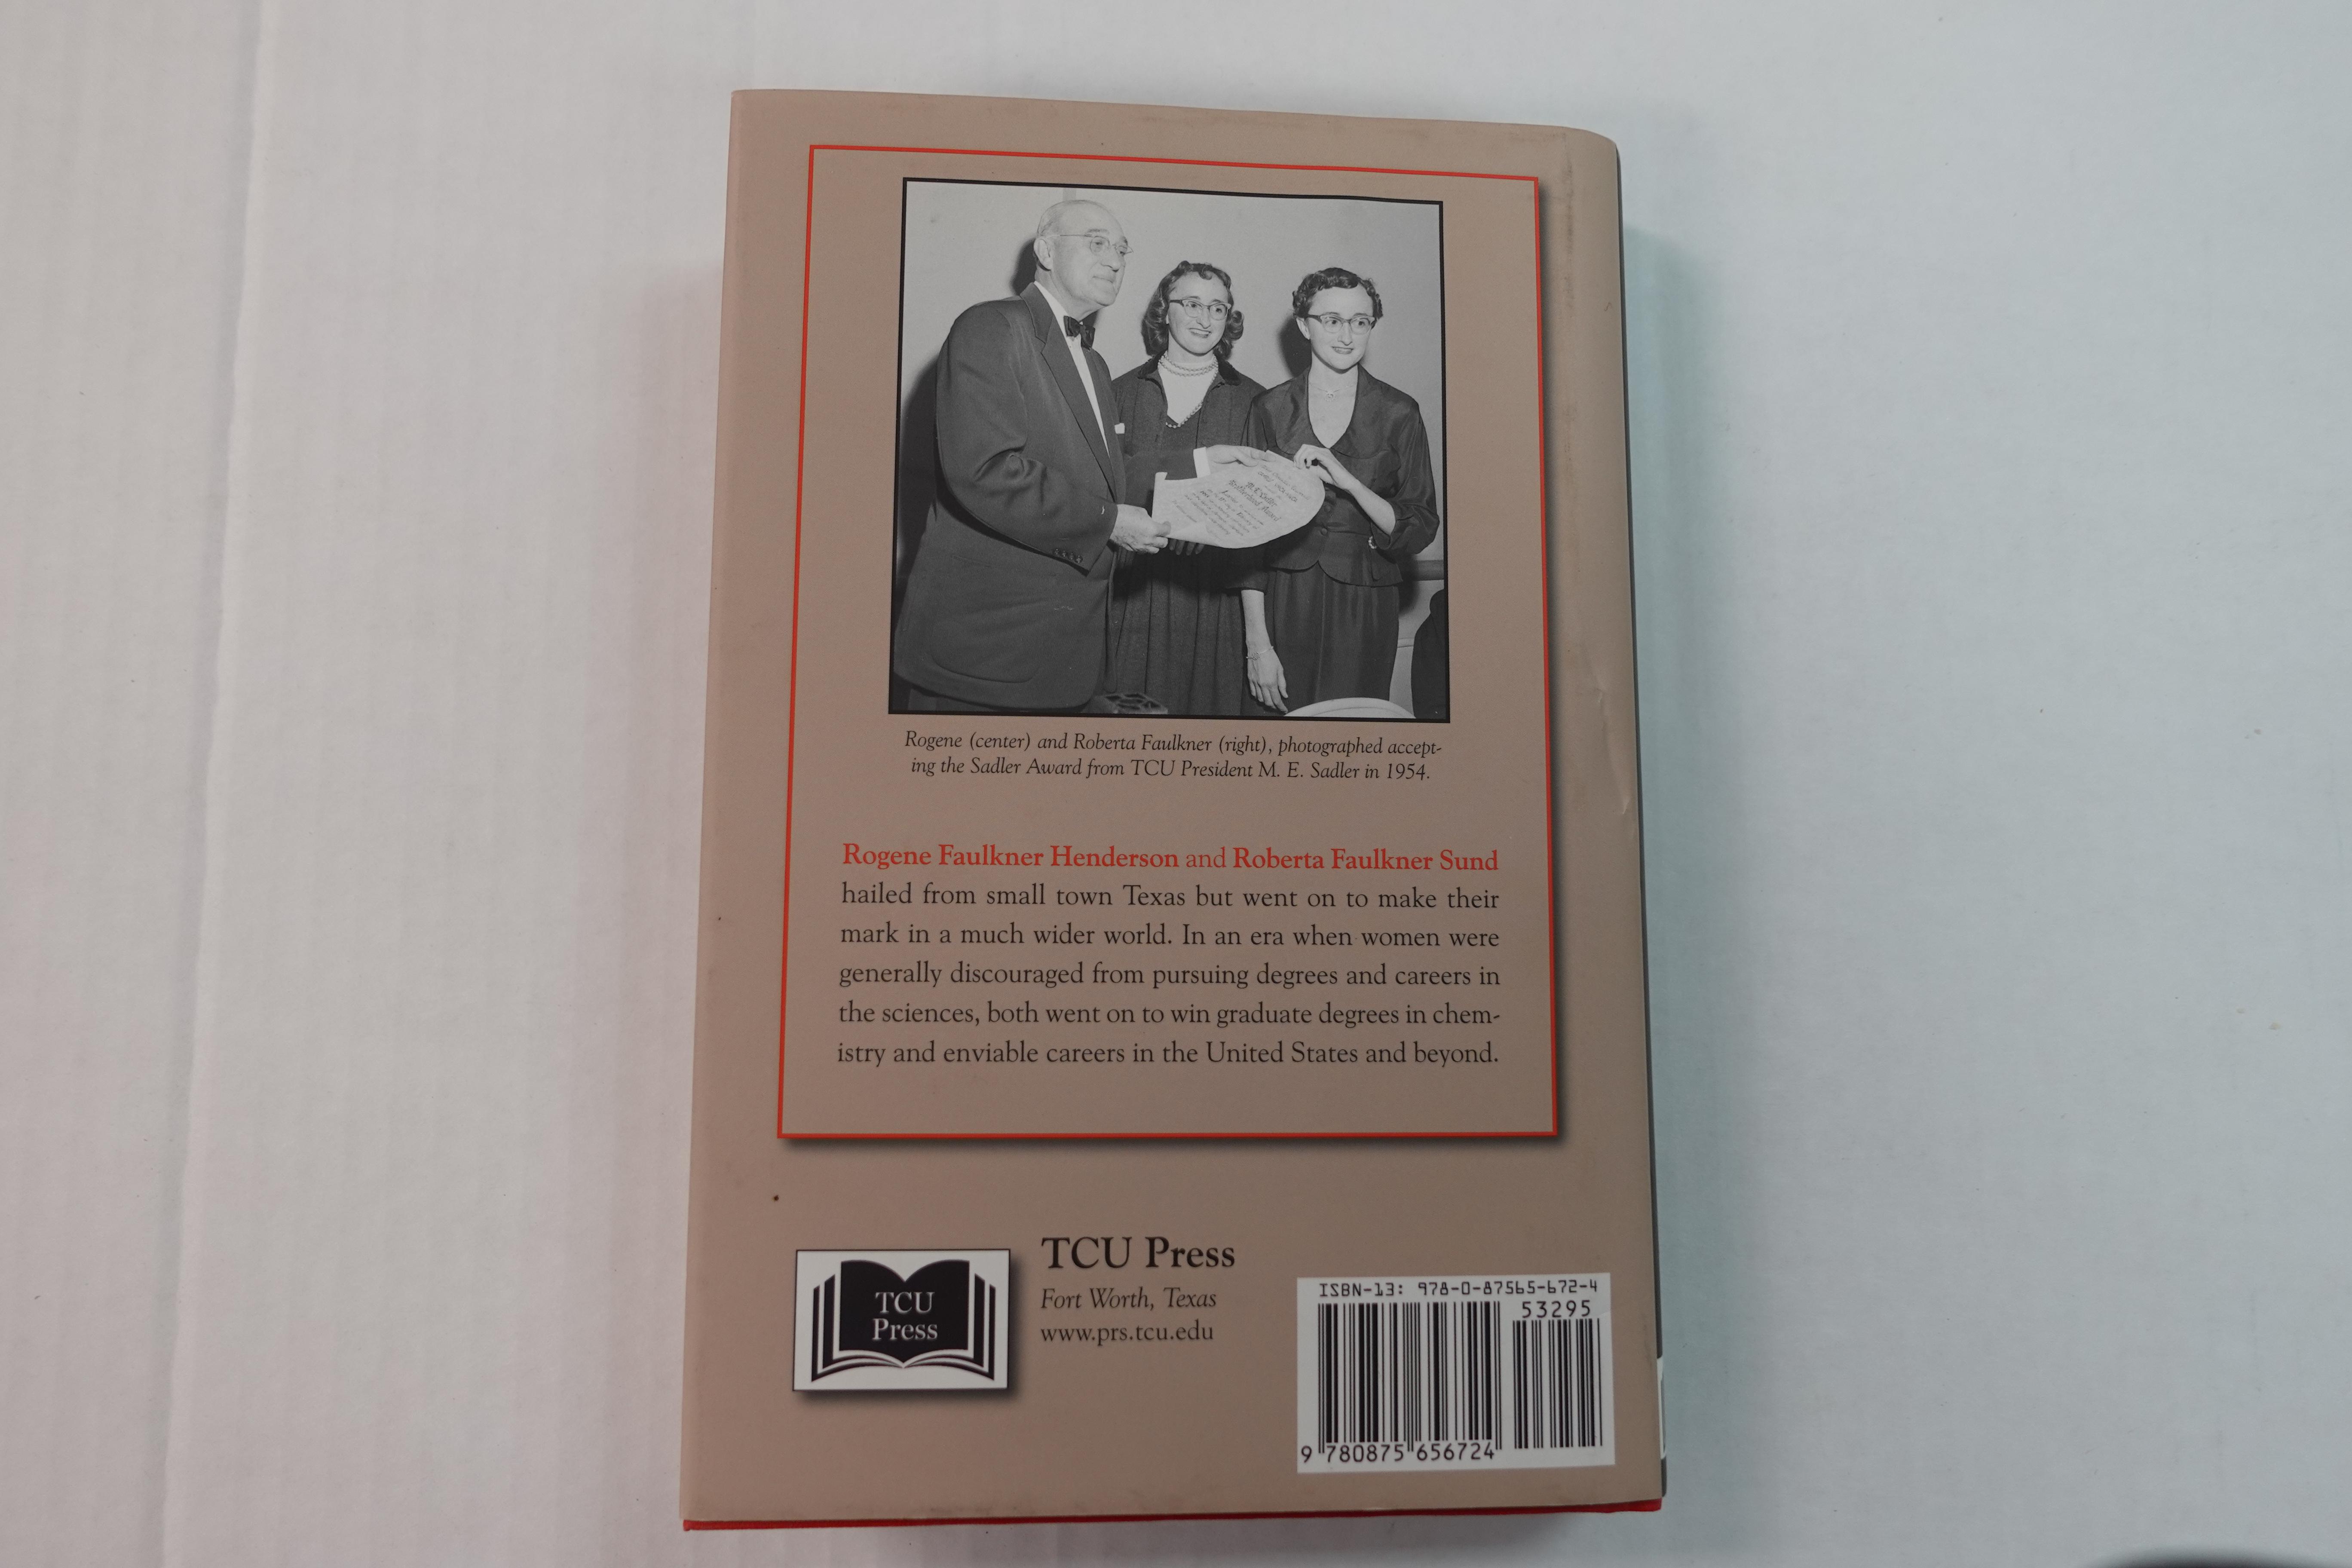 M. E. Sadler
Rogene (center) and Roberta Faulkner (right), photographed accept-
ing the Sadler Award from TCU President M. E. Sadler in 1954.
Rogene Faulkner Henderson and Roberta Faulkner Sund
hailed from small town Texas but went on to make their
mark in a much wider world. In an era when women were
generally discouraged from pursuing degrees and careers in
the sciences, both went on to win graduate degrees in chem-
istry and enviable careers in the United States and beyond.
TCU
Press
TCU Press
Fort Worth, Texas
www.prs.tcu.edu
ISBN-13: 978-0-87565-672-4
53295
9 780875 656724